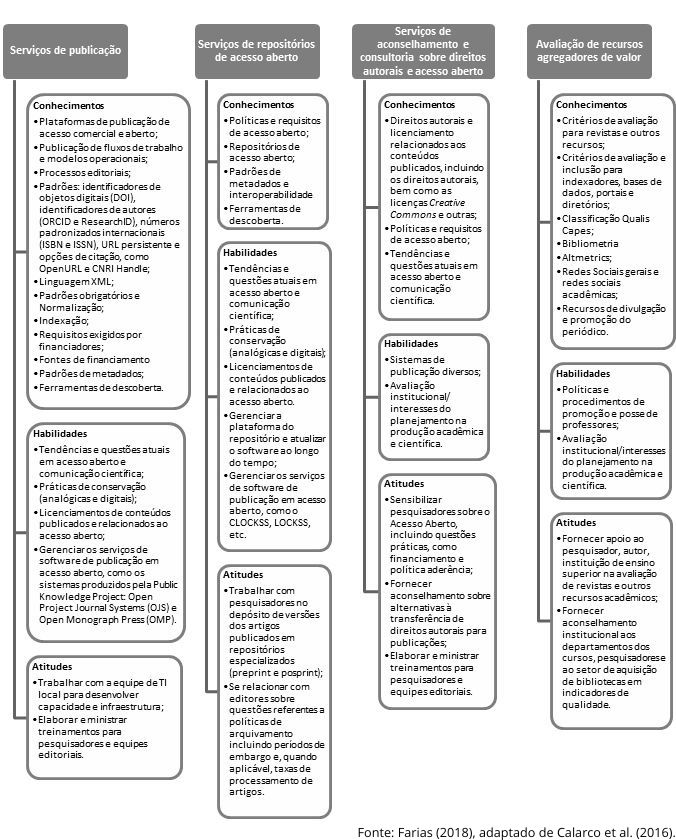 Serviços de publicação
Conhecimentos
•Plataformas de publicação de
acesso comercial e aberto;
•Publicação de fluxos de trabalho
e modelos operacionais;
•Processos editoriais;
•Padrões: identificadores de
objetos digitais (DOI),
identificadores de autores
(ORCID e ResearchID), números
padronizados internacionais
(ISBN e ISSN), URL persistente e
opções de citação, como
OpenURL e CNRI Handle;
•Linguagem XML;
•Padrões obrigatórios e
Normalização;
•Indexação;
•Requisitos exigidos por
financiadores;
•Fontes de financiamento
•Padrões de metadados;
•Ferramentas de descoberta.
Habilidades
•Tendências e questões atuais
em acesso aberto e
comunicação científica;
•Práticas de conservação
(analógicas e digitais);
•Licenciamentos de conteúdos
publicados e relacionados ao
acesso aberto;
•Gerenciar os serviços de
software de publicação em
acesso aberto, como os
sistemas produzidos pela Public
Knowledge Project: Open
Project Journal Systems (OJS) e
Open Monograph Press (OMP).
Atitudes
•Trabalhar com a equipe de TI
local para desenvolver
capacidade e infraestrutura;
•Elaborar e ministrar
treinamentos para
pesquisadores e equipes
editoriais.
Serviços de repositórios
de acesso aberto
Conhecimentos
•Políticas e requisitos
de acesso aberto;
•Repositórios de
acesso aberto;
•Padrões de
metadados e
interoperabilidade
•Ferramentas de
descoberta.
Habilidades
•Tendências e
questões atuais em
acesso aberto e
comunicação
científica;
•Práticas de
conservação
(analógicas e digitais);
•Licenciamentos de
conteúdos publicados
e relacionados ao
acesso aberto.
•Gerenciar a
plataforma do
repositório e atualizar
o software ao longo
do tempo;
•Gerenciar os serviços
de software de
publicação em acesso
aberto, como o
CLOCKSS, LOCKSS,
etc.
Atitudes
•Trabalhar com
pesquisadores no
depósito de versões
dos artigos
publicados em
repositórios
especializados
(preprint e posprint);
•Se relacionar com
editores sobre
questões referentes a
políticas de
arquivamento
incluindo períodos de
embargo e, quando
aplicável, taxas de
processamento de
artigos.
Serviços de
aconselhamento e
consultoria sobre direitos
autorais e acesso aberto
Conhecimentos
•Direitos autorais e
licenciamento
relacionados aos
conteúdos
publicados, incluindo
os direitos autorais,
bem como as
licenças Creative
Commons e outras;
•Políticas e requisitos
de acesso aberto;
•Tendências e
questões atuais em
acesso aberto e
comunicação
científica.
Habilidades
•Sistemas de
publicação diversos;
•Avaliação
institucional/
interesses do
planejamento na
produção acadêmica
e científica.
Atitudes
•Sensibilizar
pesquisadores sobre o
Acesso Aberto,
incluindo questões
práticas, como
financiamento e
política aderência;
•Fornecer
aconselhamento sobre
alternativas à
transferência de
direitos autorais para
publicações;
•Elaborar e ministrar
treinamentos para
pesquisadores e
equipes editoriais.
Avaliação de recursos
agregadores de valor
Conhecimentos
•Critérios de avaliação
para revistas e outros
recursos;
•Critérios de avaliação e
inclusão para
indexadores, bases de
dados, portais e
diretórios;
•Classificação Qualis
Capes;
•Bibliometria
•Altmetrics;
•Redes Sociais gerais e
redes sociais
acadêmicas;
•Recursos de divulgação
e promoção do
periódico.
Habilidades
•Políticas e
procedimentos de
promoção e posse de
professores;
•Avaliação
institucional/interesses
do planejamento na
produção acadêmica e
científica.
Atitudes
•Fornecer apoio ao
pesquisador, autor,
instituição de ensino
superior na avaliação
de revistas e outros
recursos acadêmicos;
•Fornecer
aconselhamento
institucional aos
departamentos dos
cursos, pesquisadores e
ao setor de aquisição
de bibliotecas em
indicadores de
qualidade.
Fonte: Farias (2018), adaptado de Calarco et al. (2016).